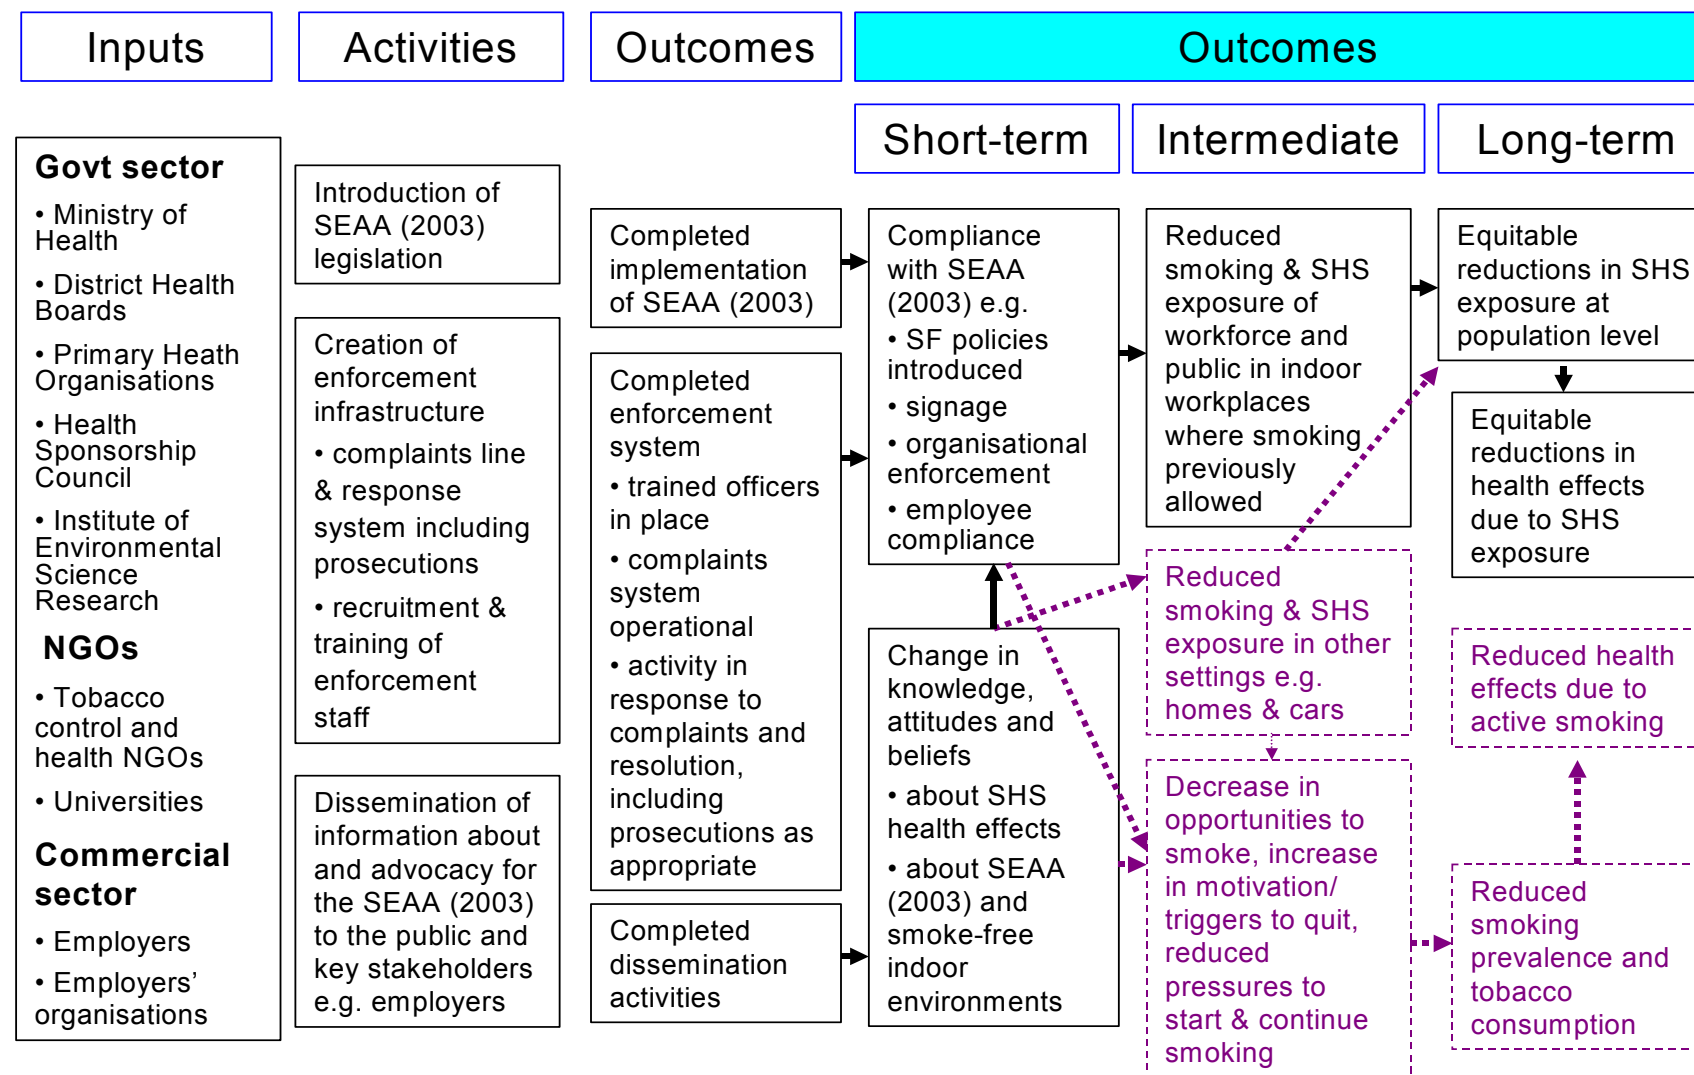 Inputs
Activities
Outcomes
Outcomes
Short-term
Intermediate
Long-term
Govt sector
• Ministry of
Health
• District Health
Boards
• Primary Heath
Organisations
• Health
Sponsorship
Council
• Institute of
Environmental
Science
Research
NGOs
• Tobacco
control and
health NGOs
• Universities
Commercial
sector
• Employers
• Employers’
organisations
Introduction of
SEAA (2003)
legislation
Creation of
enforcement
infrastructure
• complaints line
& response
system including
prosecutions
• recruitment &
training of
enforcement
staff
Dissemination of
information about
and advocacy for
the SEAA (2003)
to the public and
key stakeholders
e.g. employers
Completed
implementation
of SEAA (2003)
Completed
enforcement
system
• trained officers
in place
• complaints
system
operational
• activity in
response to
complaints and
resolution,
including
prosecutions as
appropriate
Completed
dissemination
activities
Compliance
with SEAA
(2003) e.g.
• SF policies
introduced
• signage
• organisational
enforcement
• employee
compliance
Change in
knowledge,
attitudes and
beliefs
• about SHS
health effects
• about SEAA
(2003) and
smoke-free
indoor
environments
Reduced
smoking & SHS
exposure of
workforce and
public in indoor
workplaces
where smoking
previously
allowed
Reduced
smoking & SHS
exposure in other
settings e.g.
homes & cars
Decrease in
opportunities to
smoke, increase
in motivation/
triggers to quit,
reduced
pressures to
start & continue
smoking
Equitable
reductions in SHS
exposure at
population level
Equitable
reductions in
health effects
due to SHS
exposure
Reduced health
effects due to
active smoking
Reduced
smoking
prevalence and
tobacco
consumption